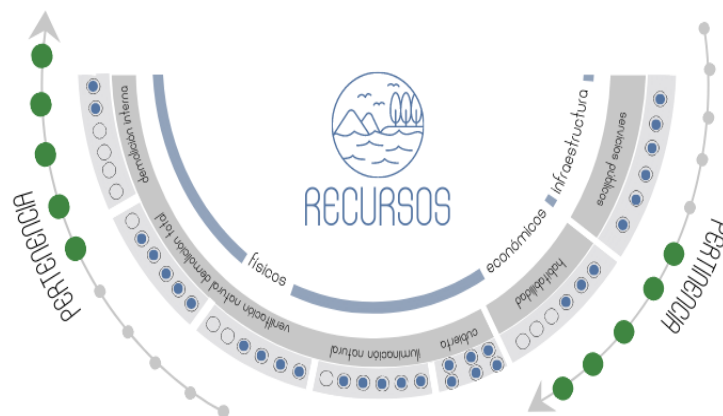 RECURSOS
físicos
económicos
infraestructura
demolición interna
demolición total
ventilación natural
iluminación natural
cubierta
habitabilidad
servicios públicos
PERTENENCIA
PERTINENCIA